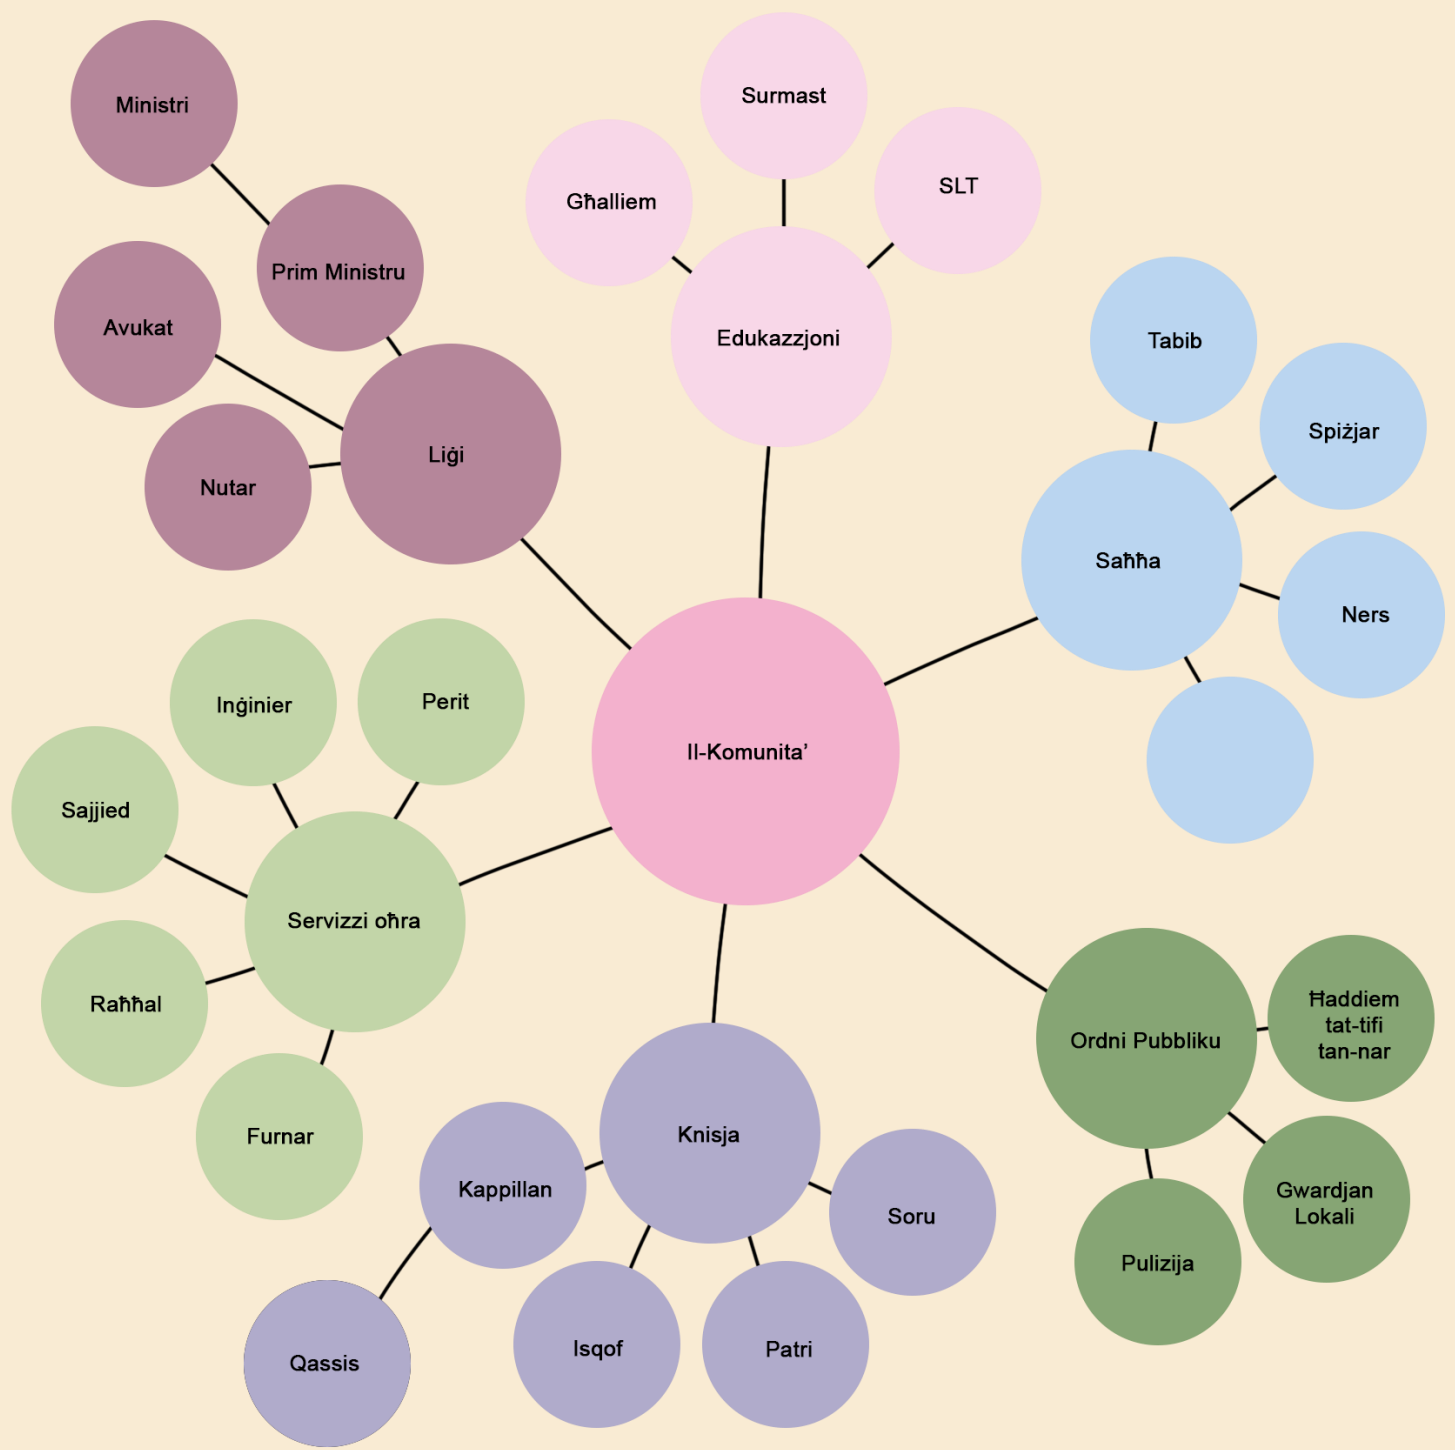 Ministri
Prim Ministru
Avukat
Nutar
Liġi
Surmast
Għalliem
SLT
Edukazzjoni
Tabib
Spiżjar
Saħħa
Ners
Il-Komunita’
Inġinier
Perit
Sajjied
Servizzi oħra
Raħħal
Furnar
Knisja
Kappillan
Soru
Qassis
Isqof
Patri
Ordni Pubbliku
Ħaddiem
tat-tifi
tan-nar
Gwardjan
Lokali
Pulizija